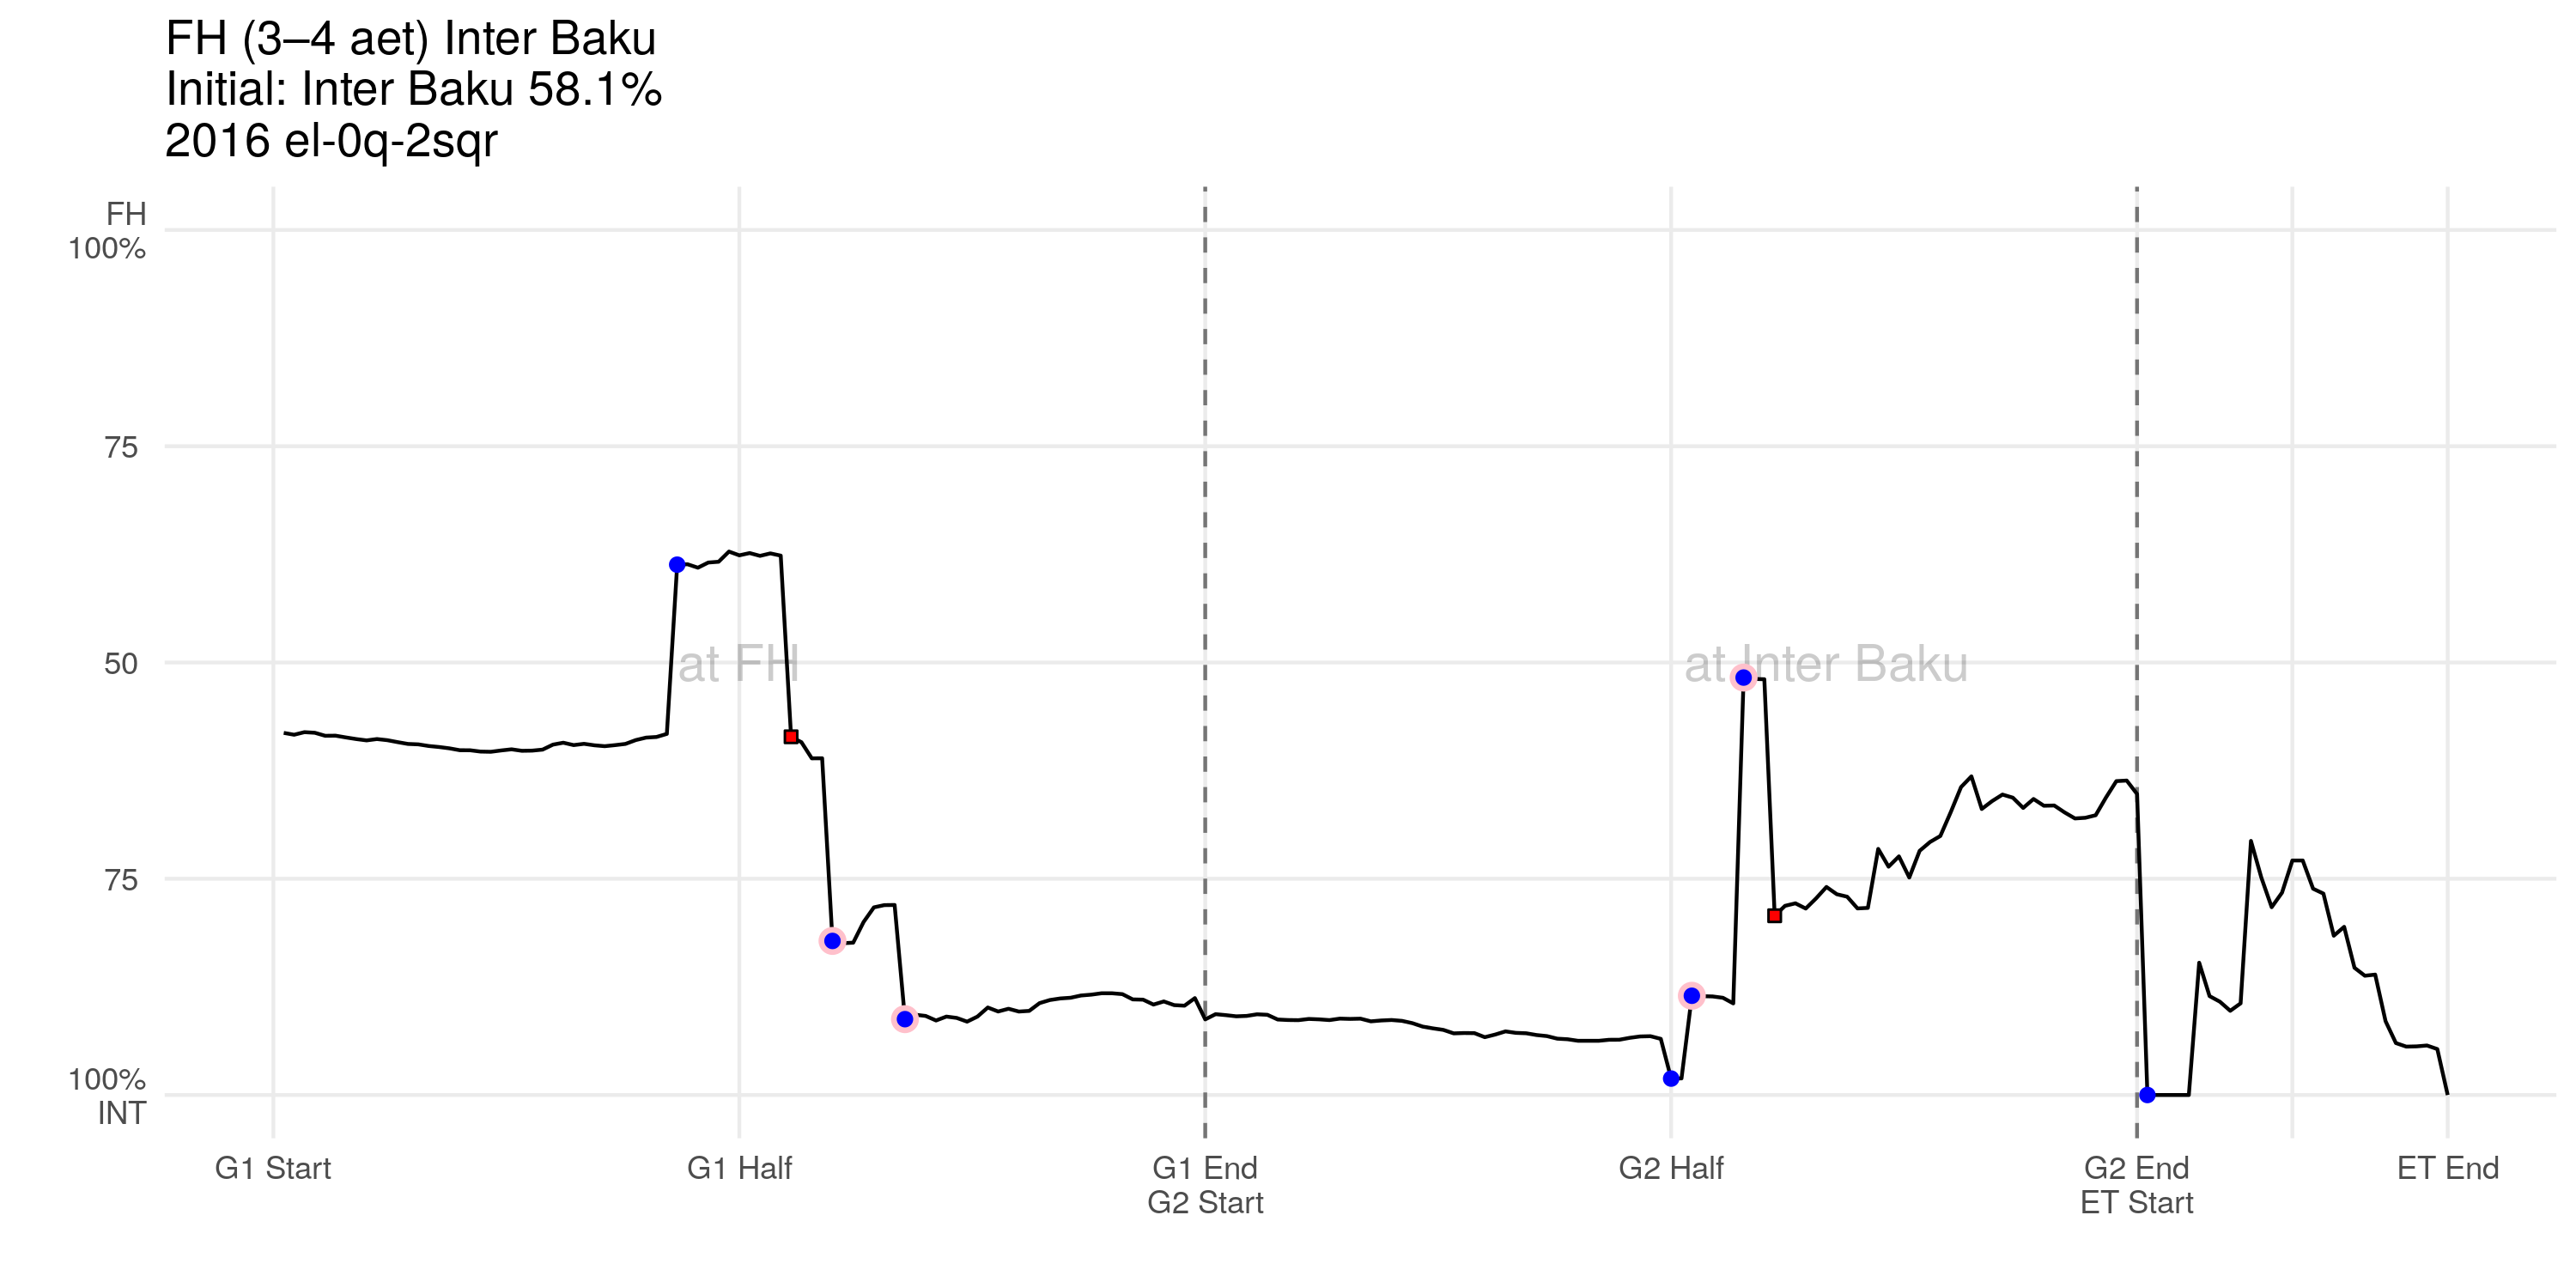 FH (3–4 aet) Inter Baku
Initial: Inter Baku 58.1%
2016 el-0q-2sqr
FH
100%
75
50
75
100%
INT
at FH
at Inter Baku
G1 Start
G1 Half
G1 End
G2 Start
G2 Half
G2 End
ET Start
ET End